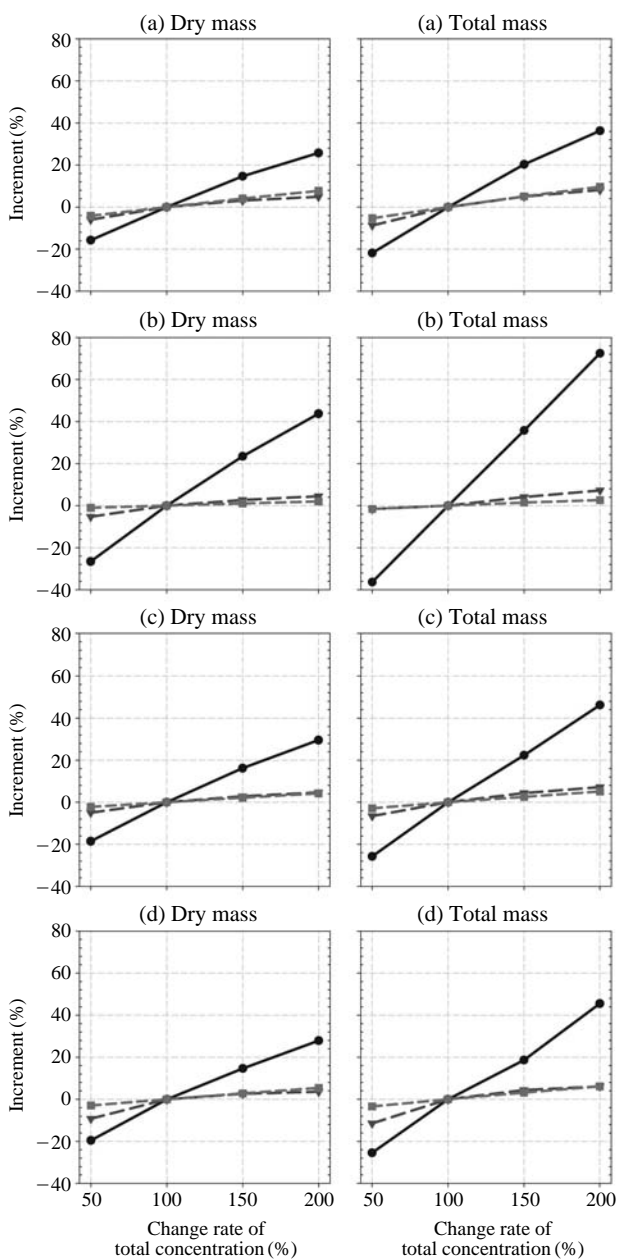 (a) Dry mass
(a) Total mass
80
60
40
20
0
−20
−40
Increment (%)
(b) Dry mass
(b) Total mass
80
60
40
20
0
−20
−40
Increment (%)
(c) Dry mass
(c) Total mass
80
60
40
20
0
−20
−40
Increment (%)
(d) Dry mass
(d) Total mass
80
60
40
20
0
−20
−40
Increment (%)
50 100 150 200
50 100 150 200
Change rate of
total concentration (%)
Change rate of
total concentration (%)